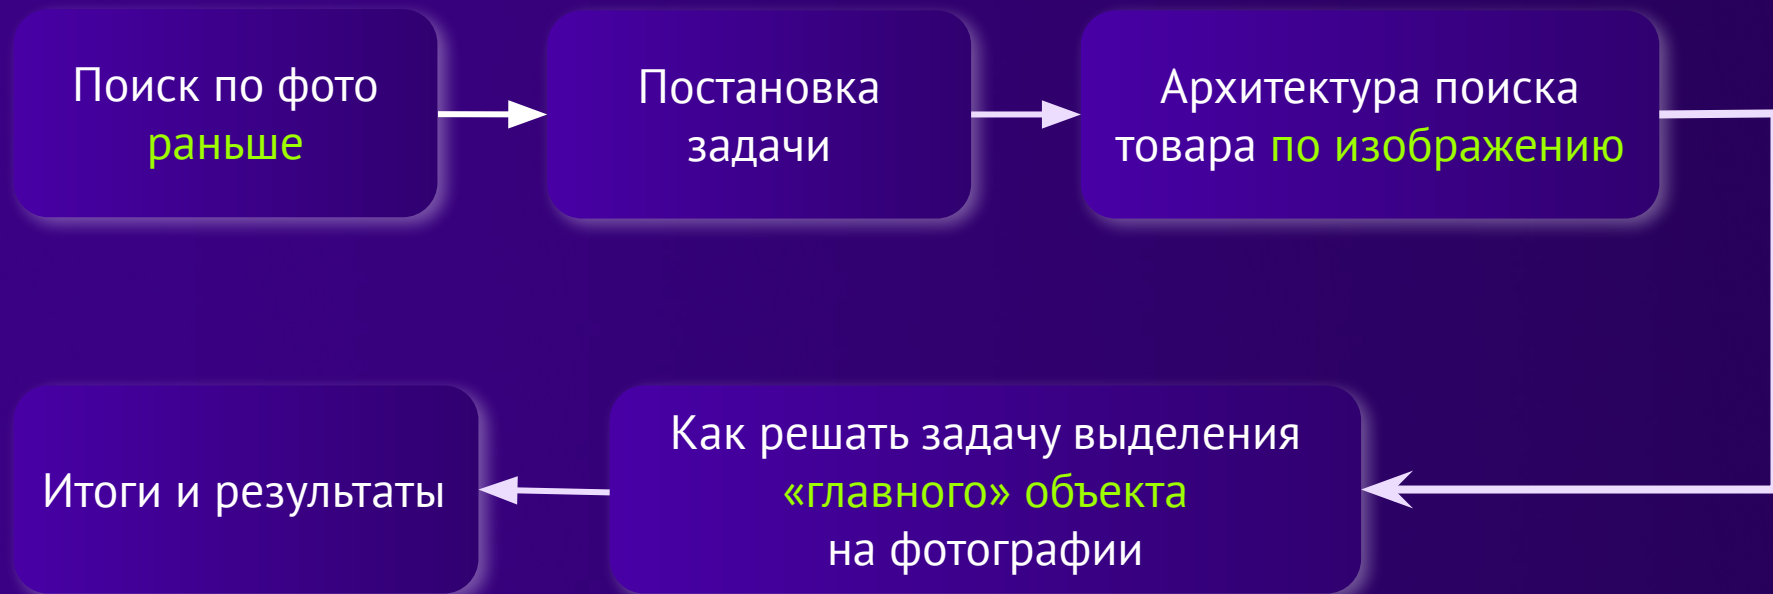 Поиск по фото
раньше
Постановка
задачи
Архитектура поиска
товара по изображению
Как решать задачу выделения
«главного» объекта
на фотографии
Итоги и результаты